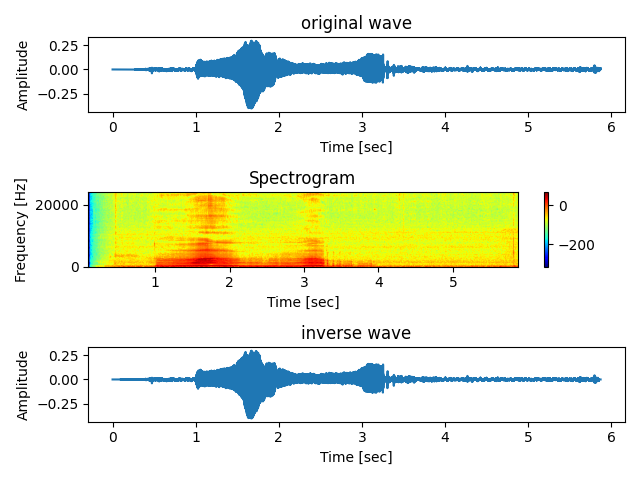 original wave
0.25
0.00
−0.25
Amplitude
0 1 2 3 4 5 6
Time [sec]
Spectrogram
20000
0
Frequency [Hz]
1 2 3 4 5
Time [sec]
0
−200
inverse wave
0.25
0.00
−0.25
Amplitude
0 1 2 3 4 5 6
Time [sec]